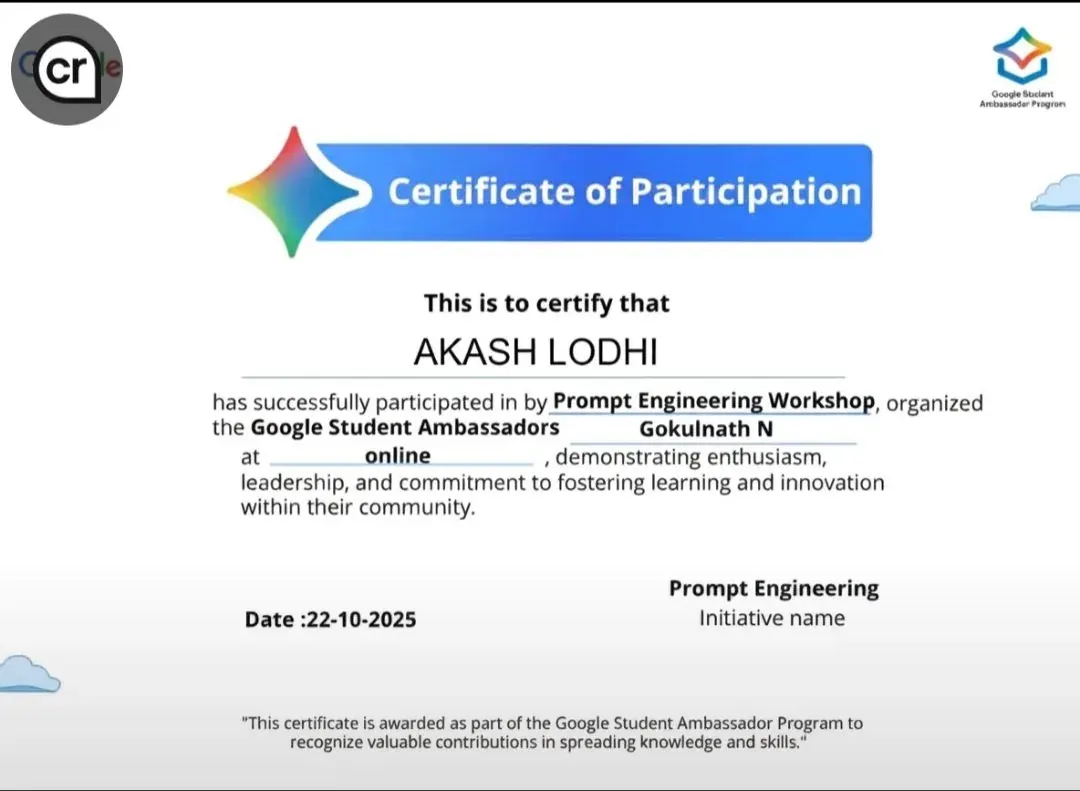 cr
Google Student
Ambassador Program
Certificate of Participation
This is to certify that
AKASH LODHI
has successfully participated in by Prompt Engineering Workshop, organized
the Google Student Ambassadors Gokulnath N
at online , demonstrating enthusiasm,
leadership, and commitment to fostering learning and innovation
within their community.
Prompt Engineering
Date :22-10-2025
Initiative name
"This certificate is awarded as part of the Google Student Ambassador Program to
recognize valuable contributions in spreading knowledge and skills."